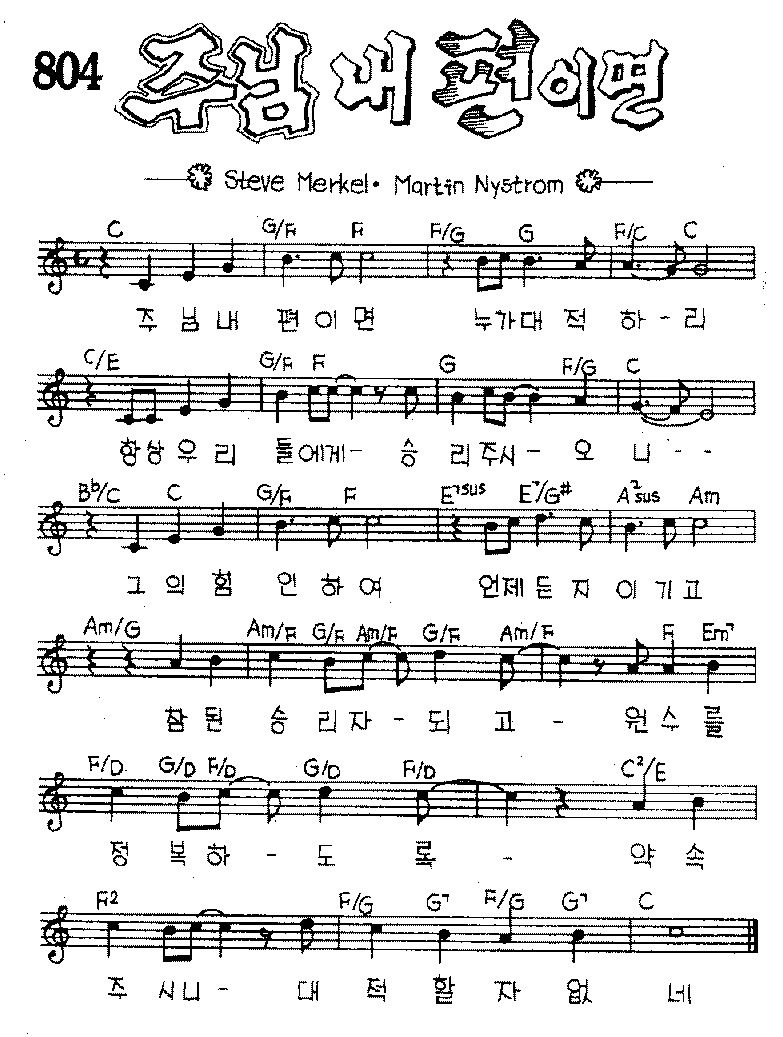 804 주님 내 편이면
Steve Merkel · Martin Nystrom
C G/F F F/G G F/C C
주 님 내 편 이 면 누 가 대 적 하 - 리
C/E G/F F G F/G C
항 상 우 리 들 에 게 - 승 리 주 시 - 오 니 - -
Bb/C C G/F F E7sus E7/G# A2sus Am
그 의 힘 인 하 여 언 제 든 지 이 기 고
Am/G Am/F G/F Am/F G/F Am/F F Em7
참 된 승 리 자 - 되 고 - 원 수 를
F/D G/D F/D G/D F/D C2/E
정 복 하 - 도 록 - 약 속
F2 F/G G7 F/G G7 C
주 시 니 - 대 적 할 자 없 네